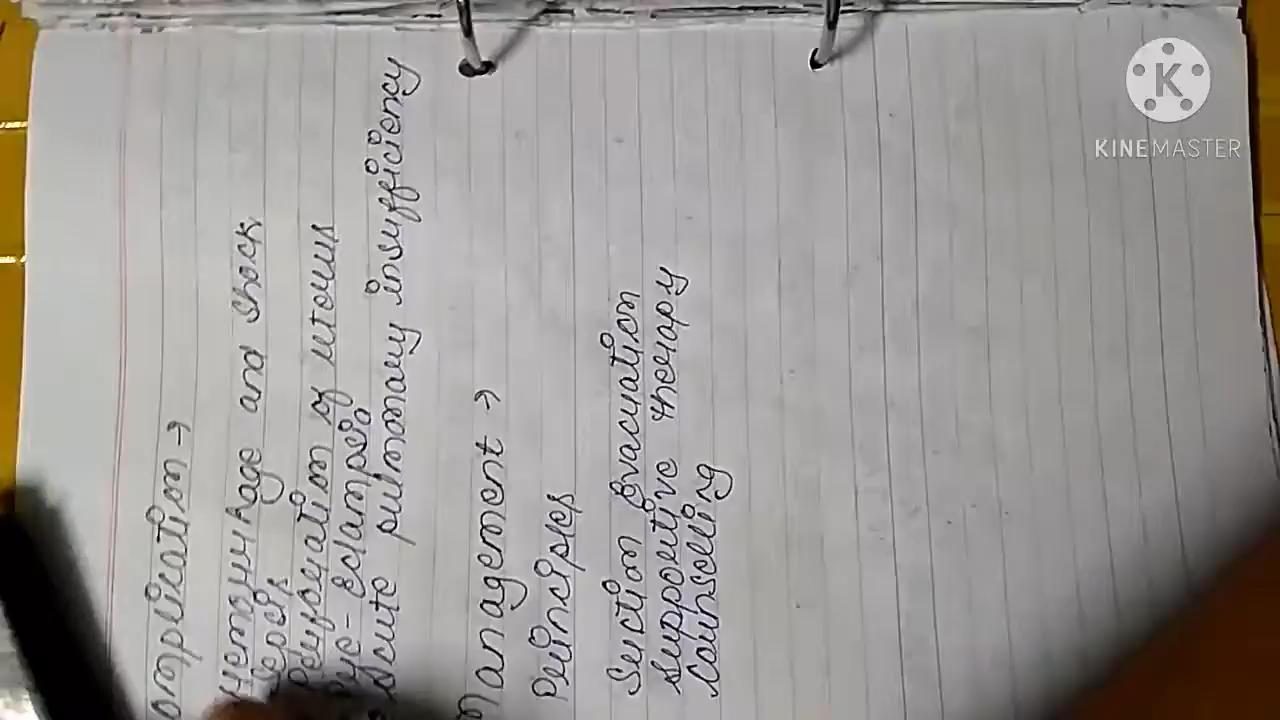 omplication →
Hemorrhage and shock
Sepsis
Perforation of uterus
Pre-Eclampsia
Acute pulmonary insufficiency
Management →
Principles
Suction Evacuation
Supportive therapy
Counselling
K
KINEMASTER